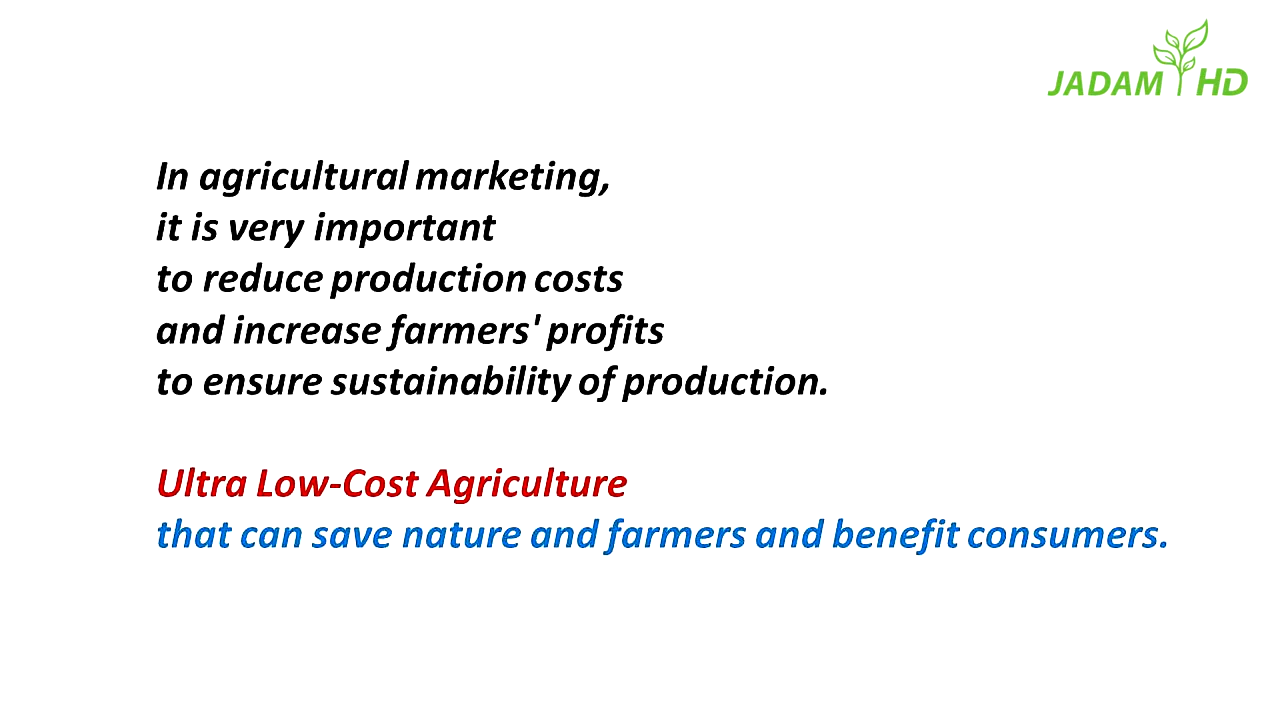 JADAM HD
In agricultural marketing,
it is very important
to reduce production costs
and increase farmers' profits
to ensure sustainability of production.
Ultra Low-Cost Agriculture
that can save nature and farmers and benefit consumers.